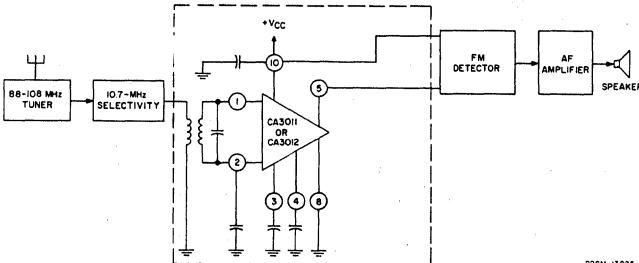 +VCC
10
88-108 MHz
TUNER
10.7-MHz
SELECTIVITY
1
2
CA3011
OR
CA3012
3
4
8
5
FM
DETECTOR
AF
AMPLIFIER
SPEAKER